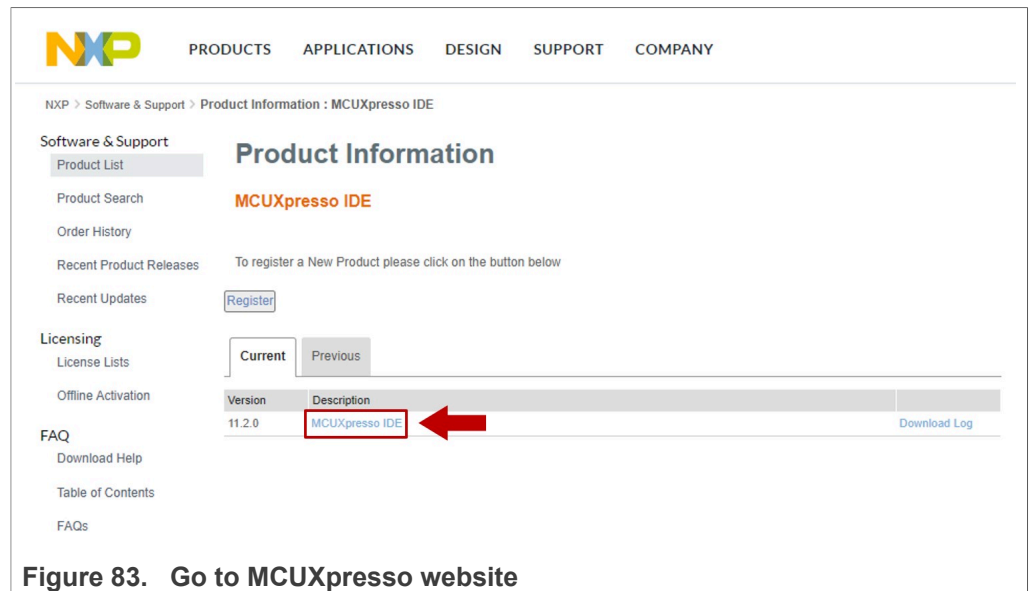 NXP PRODUCTS APPLICATIONS DESIGN SUPPORT COMPANY
NXP > Software & Support > Product Information : MCUXpresso IDE
Software & Support
Product List
Product Search
Order History
Recent Product Releases
Recent Updates
Licensing
License Lists
Offline Activation
FAQ
Download Help
Table of Contents
FAQs
Product Information
MCUXpresso IDE
To register a New Product please click on the button below
Register
Current Previous
Version Description
11.2.0 MCUXpresso IDE Download Log
Figure 83. Go to MCUXpresso website